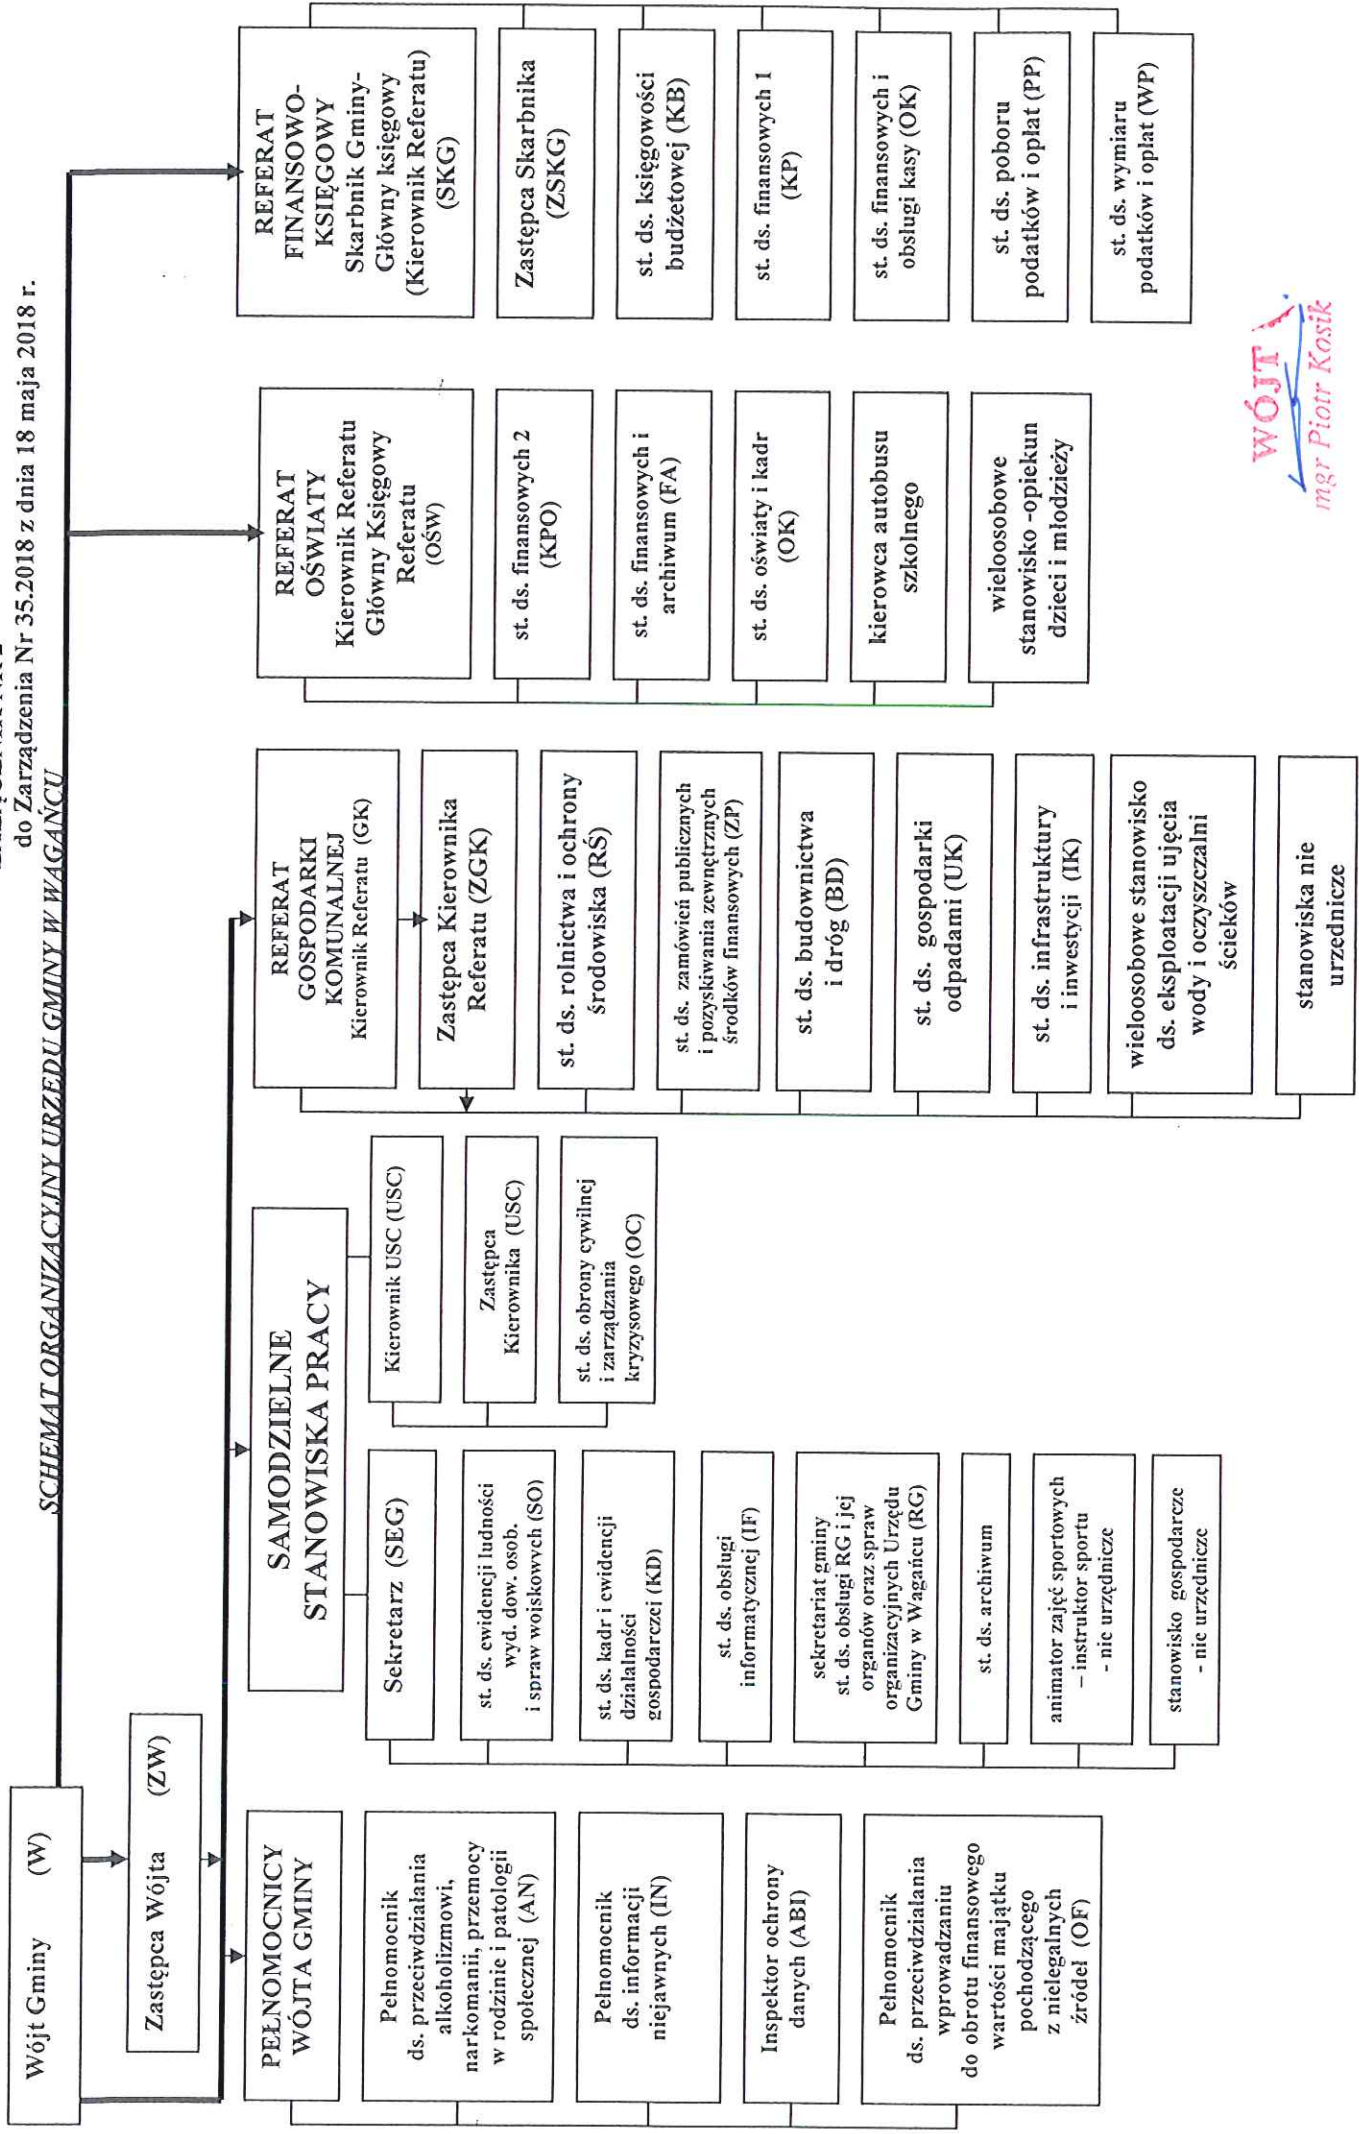 do Zarządzenia Nr 35.2018 z dnia 18 maja 2018 r.
SCHEMAT ORGANIZACYJNY URZEDU GMINY W WAGAŃCU
Wójt Gminy (W)
Zastępca Wójta (ZW)
PEŁNOMOCNICY
WÓJTA GMINY
Pełnomocnik
ds. przeciwdziałania
alkoholizmowi,
narkomanii, przemocy
w rodzinie i patologii
społecznej (AN)
Pełnomocnik
ds. informacji
niejawnych (IN)
Inspektor ochrony
danych (ABI)
Pełnomocnik
ds. przeciwdziałania
wprowadzaniu
do obrotu finansowego
wartości majątku
pochodzącego
z nielegalnych
źródeł (OF)
SAMODZIELNE
STANOWISKA PRACY
Sekretarz (SEG)
st. ds. ewidencji ludności
wyd. dow. osob.
i spraw wojskowych (SO)
st. ds. kadr i ewidencji
działalności
gospodarczej (KD)
st. ds. obsługi
informatycznej (IF)
sekretariat gminy
st. ds. obsługi RG i jej
organów oraz spraw
organizacyjnych Urzędu
Gminy w Wagańcu (RG)
st. ds. archiwum
animator zajęć sportowych
– instruktor sportu
- nie urzędnicze
stanowisko gospodarcze
- nie urzędnicze
Kierownik USC (USC)
Zastępca
Kierownika (USC)
st. ds. obrony cywilnej
i zarządzania
kryzysowego (OC)
REFERAT
GOSPODARKI
KOMUNALNEJ
Kierownik Referatu (GK)
Zastępca Kierownika
Referatu (ZGK)
st. ds. rolnictwa i ochrony
środowiska (RŚ)
st. ds. zamówień publicznych
i pozyskiwania zewnętrznych
środków finansowych (ZP)
st. ds. budownictwa
i dróg (BD)
st. ds. gospodarki
odpadami (UK)
st. ds. infrastruktury
i inwestycji (IK)
wieloosobowe stanowisko
ds. eksploatacji ujęcia
wody i oczyszczalni
ścieków
stanowiska nie
urzednicze
REFERAT
OŚWIATY
Kierownik Referatu
Główny Księgowy
Referatu
(OŚW)
st. ds. finansowych 2
(KPO)
st. ds. finansowych i
archiwum (FA)
st. ds. oświaty i kadr
(OK)
kierowca autobusu
szkolnego
wieloosobowe
stanowisko -opiekun
dzieci i młodzieży
REFERAT
FINANSOWO-
KSIĘGOWY
Skarbnik Gminy-
Główny księgowy
(Kierownik Referatu)
(SKG)
Zastępca Skarbnika
(ZSKG)
st. ds. księgowości
budżetowej (KB)
st. ds. finansowych 1
(KP)
st. ds. finansowych i
obsługi kasy (OK)
st. ds. poboru
podatków i opłat (PP)
st. ds. wymiaru
podatków i opłat (WP)
WÓJT
mgr Piotr Kosik